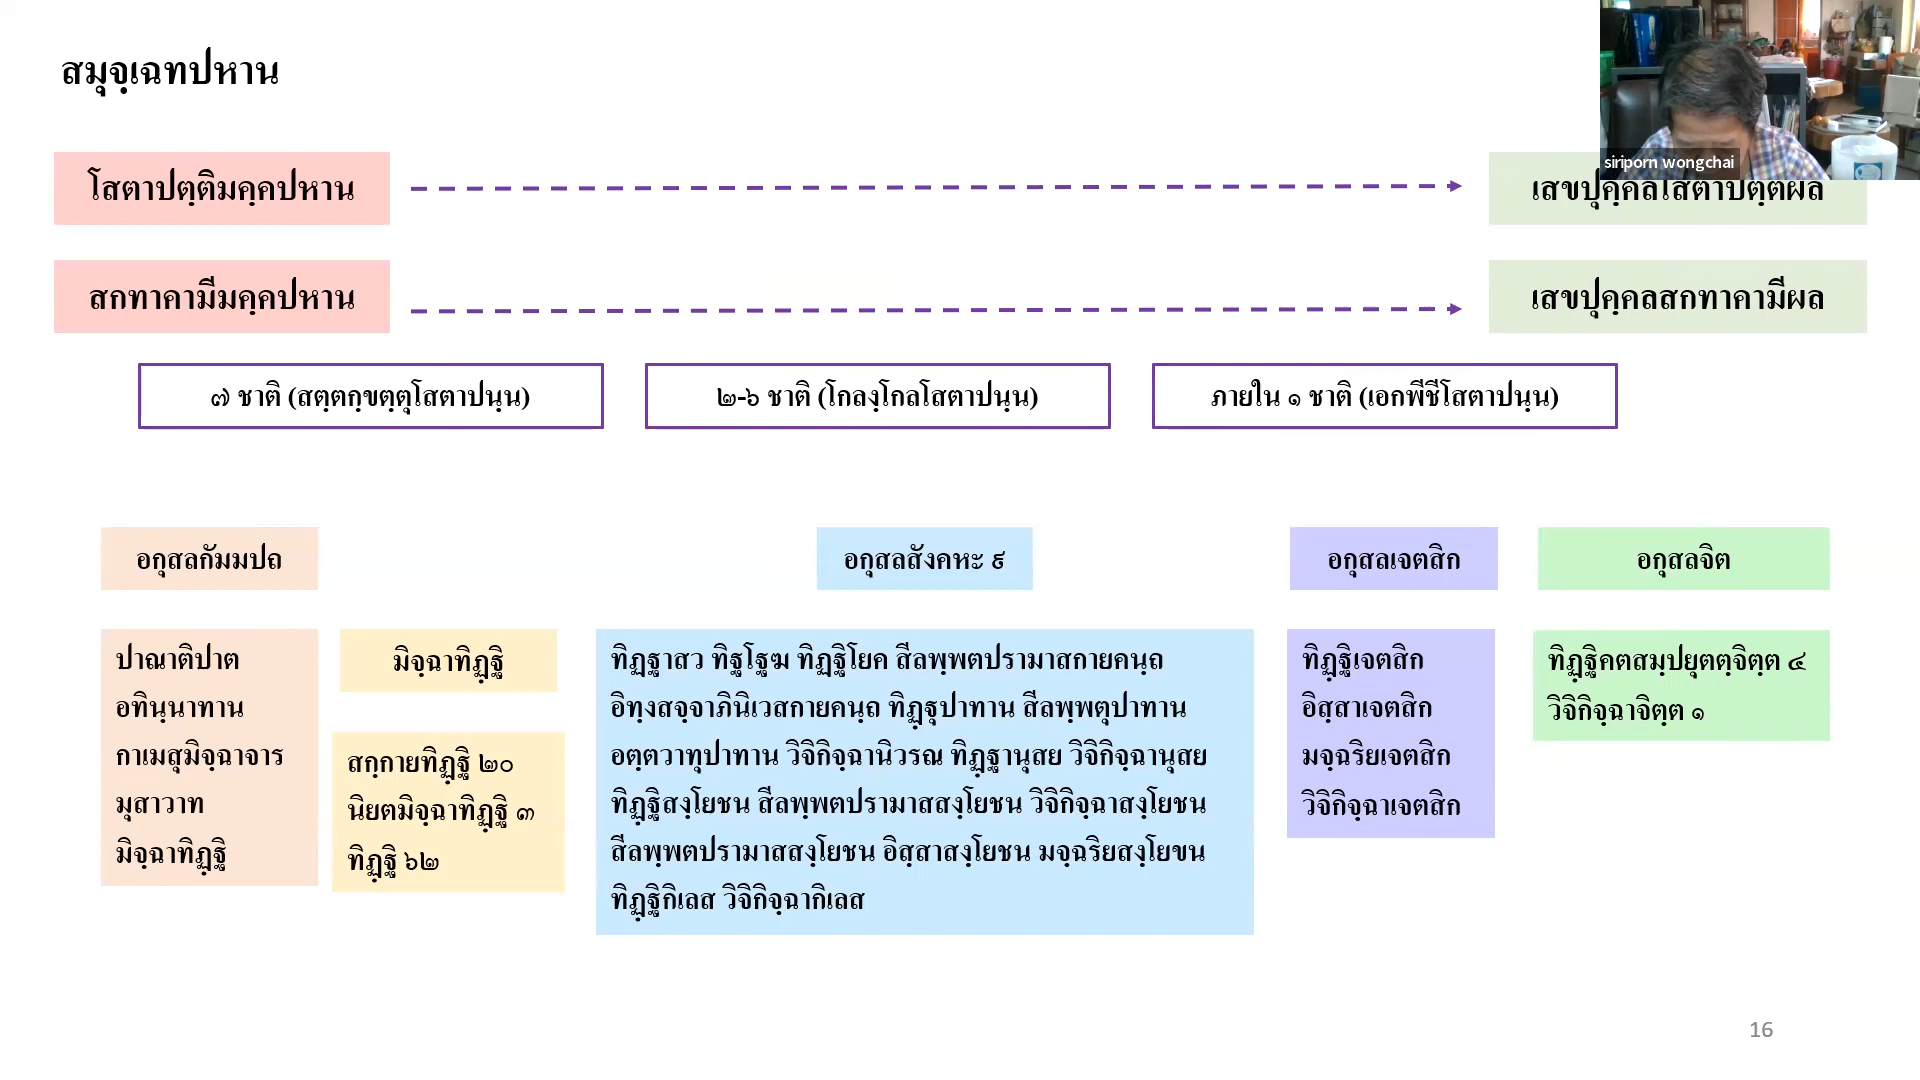 สมุจฺเฉทปหาน
siriporn wongchai
โสตาปตฺติมคฺคปหาน
เสขปุคฺคลโสตาปตฺติผล
สกทาคามีมคฺคปหาน
เสขปุคฺคลสกทาคามีผล
๗ ชาติ (สตฺตกฺขตฺตุโสตาปนฺน)
๒-๖ ชาติ (โกลงฺโกลโสตาปนฺน)
ภายใน ๑ ชาติ (เอกพีชีโสตาปนฺน)
อกุสลกัมมปถ
อกุสลสังคหะ ๙
อกุสลเจตสิก
อกุสลจิต
ปาณาติปาต
อทินฺนาทาน
กาเมสุมิจฺฉาจาร
มุสาวาท
มิจฺฉาทิฏฺฐิ
มิจฺฉาทิฏฺฐิ
สกฺกายทิฏฺฐิ ๒๐
นิยตมิจฺฉาทิฏฺฐิ ๓
ทิฏฺฐิ ๖๒
ทิฏฺฐาสว ทิฐฺโฐฆ ทิฏฺฐิโยค สีลพฺพตปรามาสกายคนฺถ
อิทฺงสจฺจาภินิเวสกายคนฺถ ทิฏฺฐุปาทาน สีลพฺพตุปาทาน
อตฺตวาทุปาทาน วิจิกิจฺฉานิวรณ ทิฏฺฐานุสย วิจิกิจฺฉานุสย
ทิฏฺฐิสงฺโยชน สีลพฺพตปรามาสสงฺโยชน วิจิกิจฺฉาสงฺโยชน
สีลพฺพตปรามาสสงฺโยชน อิสฺสาสงฺโยชน มจฺฉริยสงฺโยขน
ทิฏฺฐิกิเลส วิจิกิจฺฉากิเลส
ทิฏฺฐิเจตสิก
อิสฺสาเจตสิก
มจฺฉริยเจตสิก
วิจิกิจฺฉาเจตสิก
ทิฏฺฐิคตสมฺปยุตตฺจิตฺต ๔
วิจิกิจฺฉาจิตฺต ๑
16